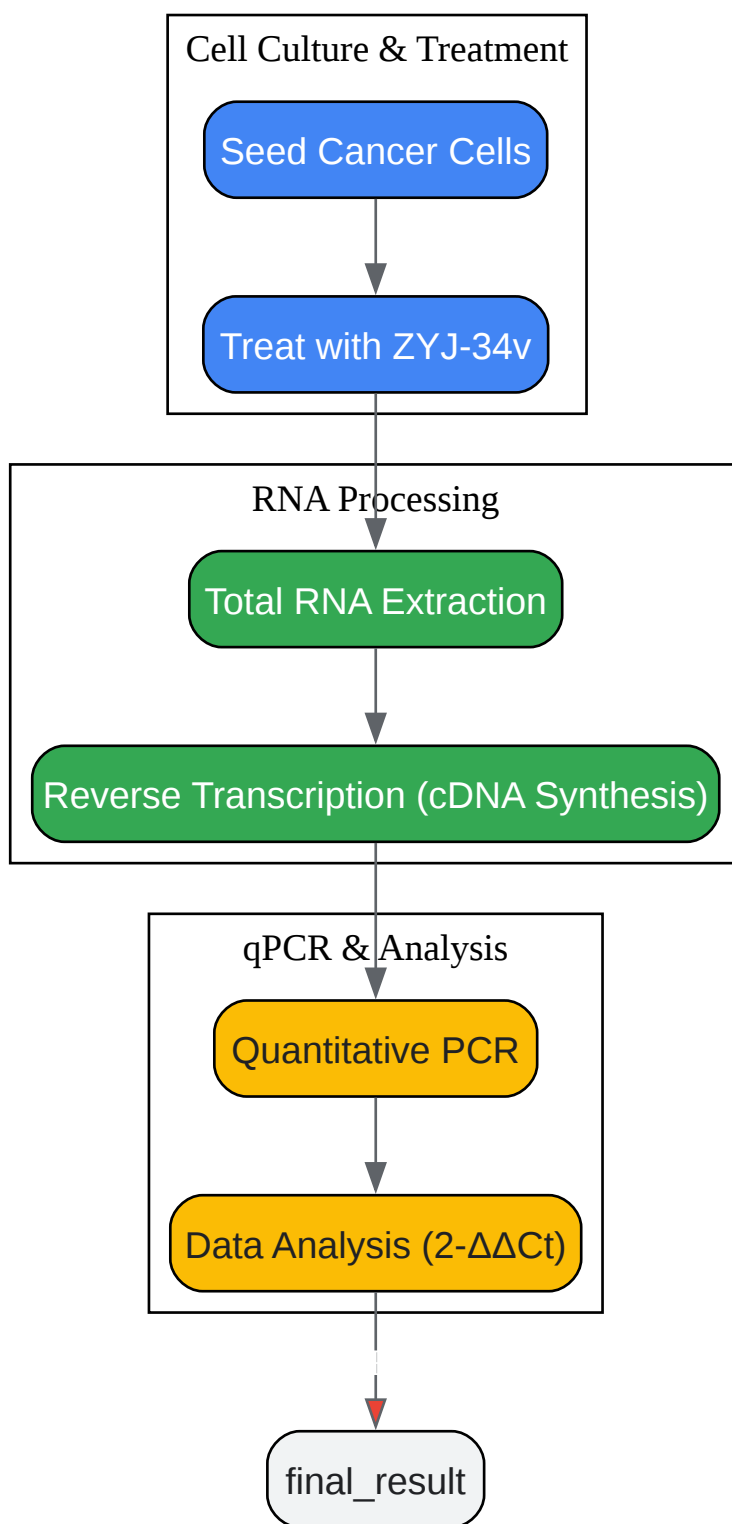 Cell Culture & Treatment
Seed Cancer Cells
Treat with ZYJ-34v
RNA Processing
Total RNA Extraction
Reverse Transcription (cDNA Synthesis)
qPCR & Analysis
Quantitative PCR
Data Analysis (2-ΔΔCt)
final_result